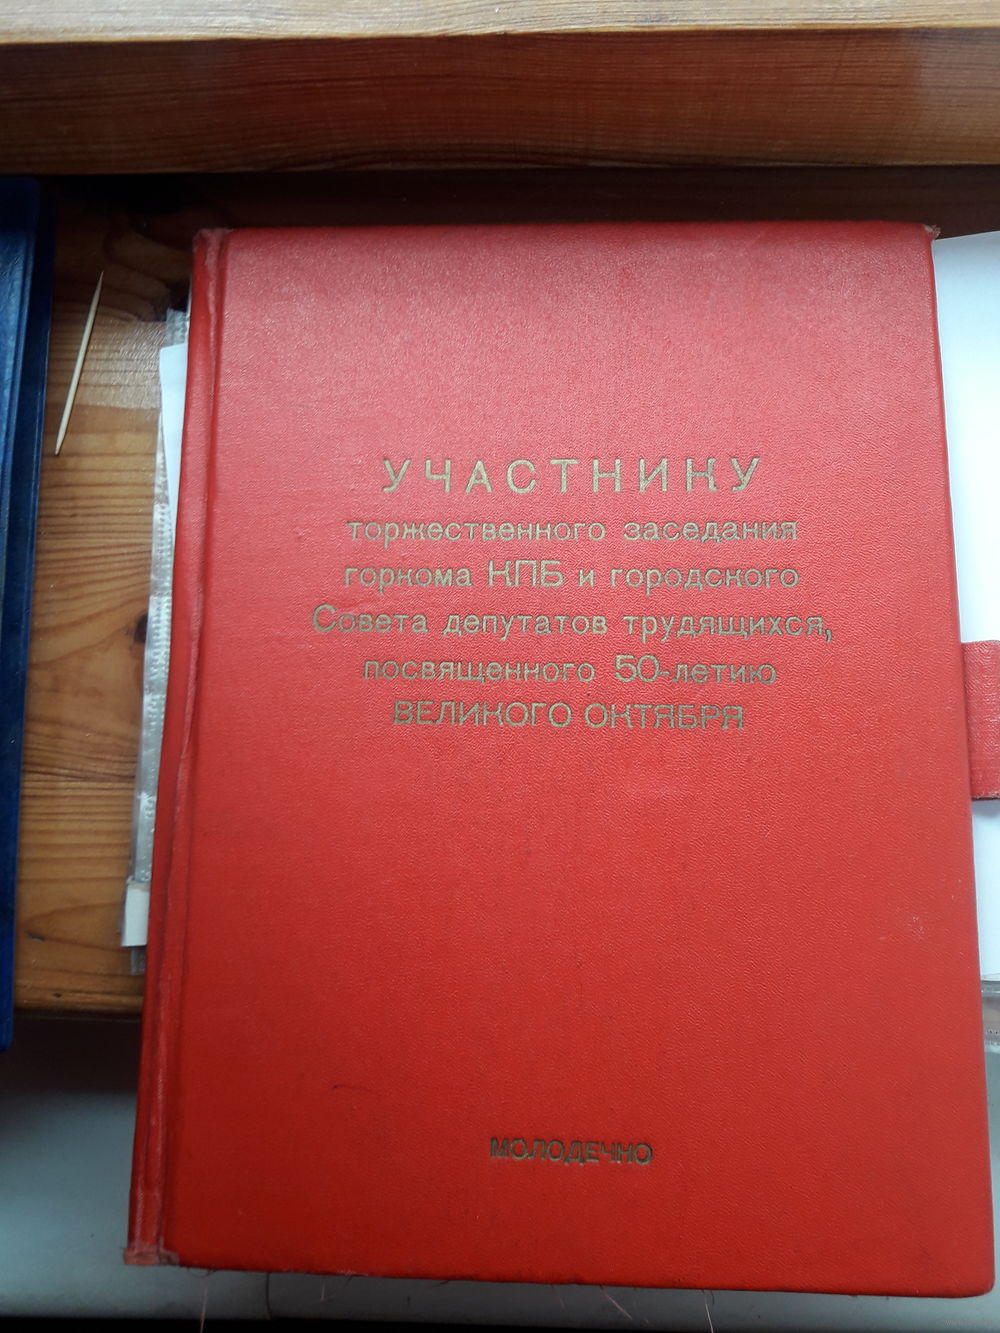 УЧАСТНИКУ
торжественного заседания
горкома КПБ и городского
Совета депутатов трудящихся,
посвященного 50-летию
ВЕЛИКОГО ОКТЯБРЯ
МОЛОДЕЧНО